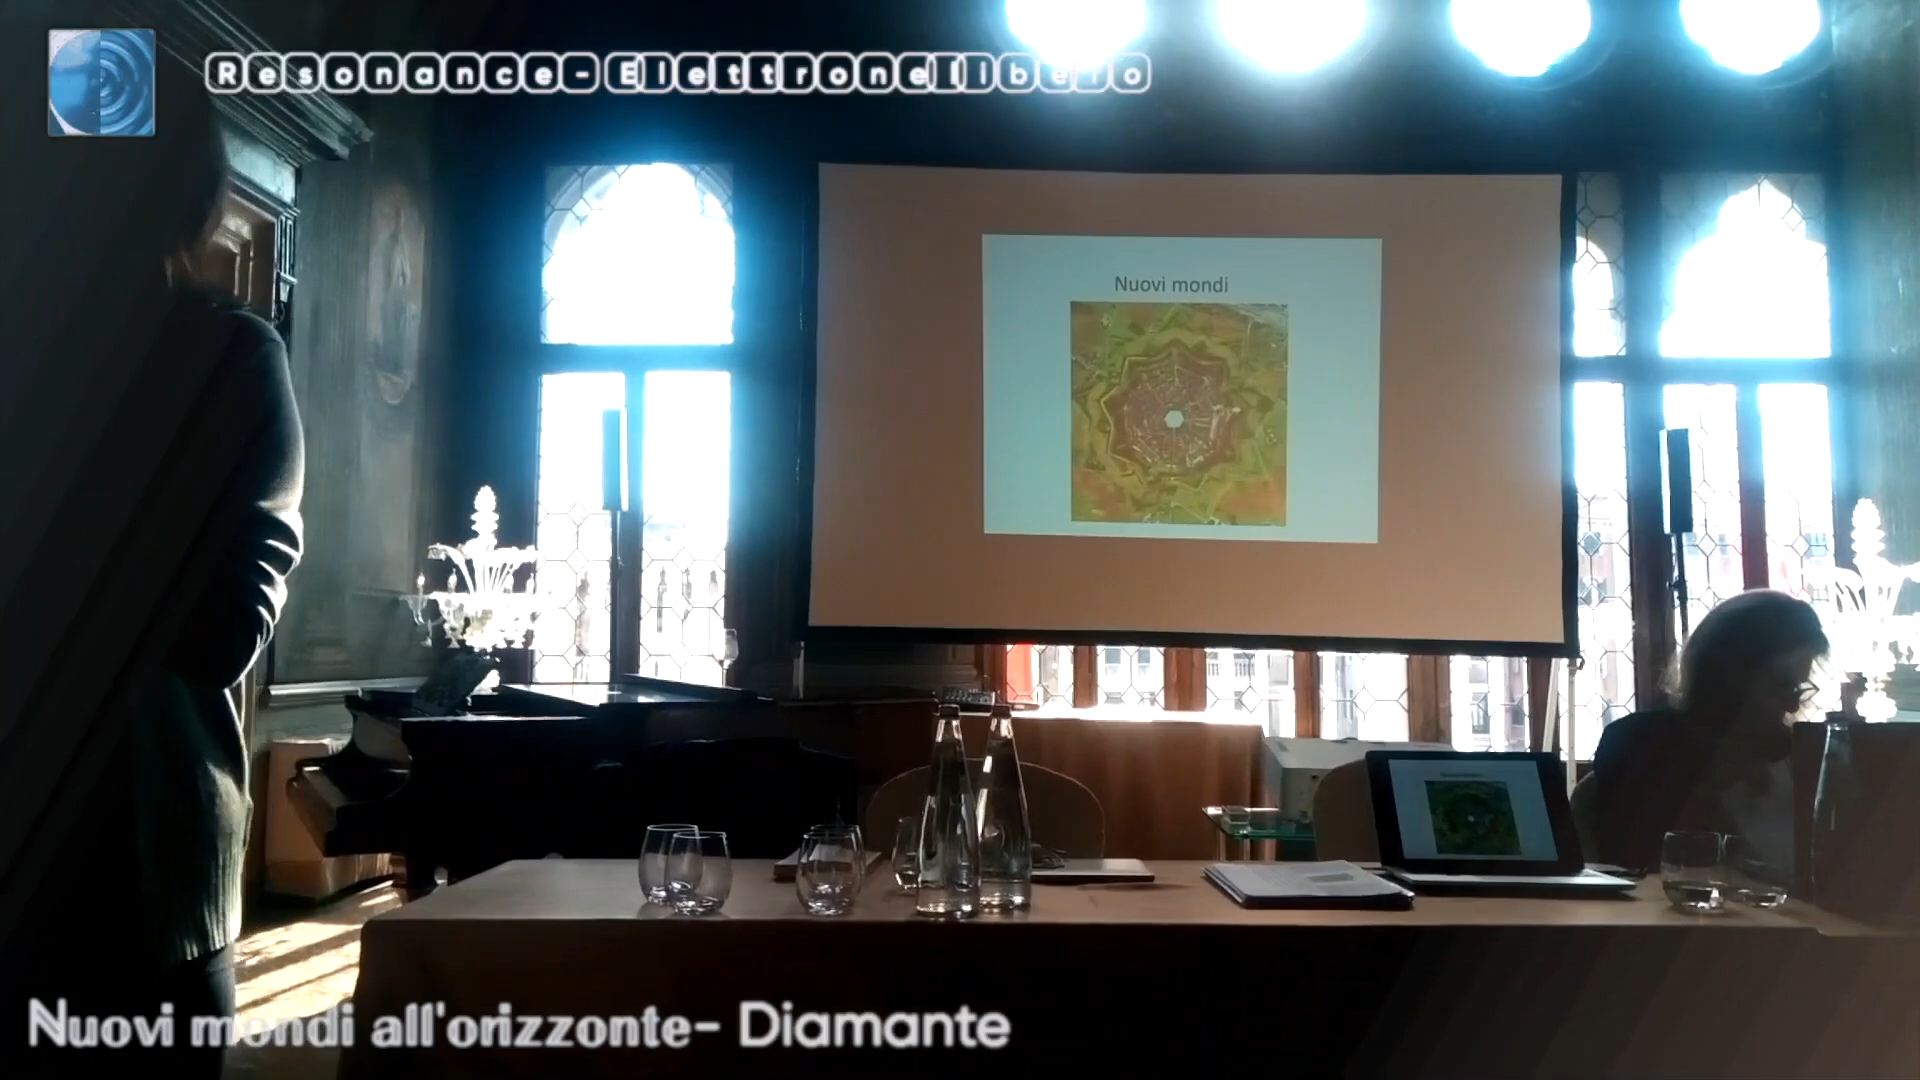 Resonance-Elettronelibero
Nuovi mondi
Nuovi mondi all'orizzonte- Diamante